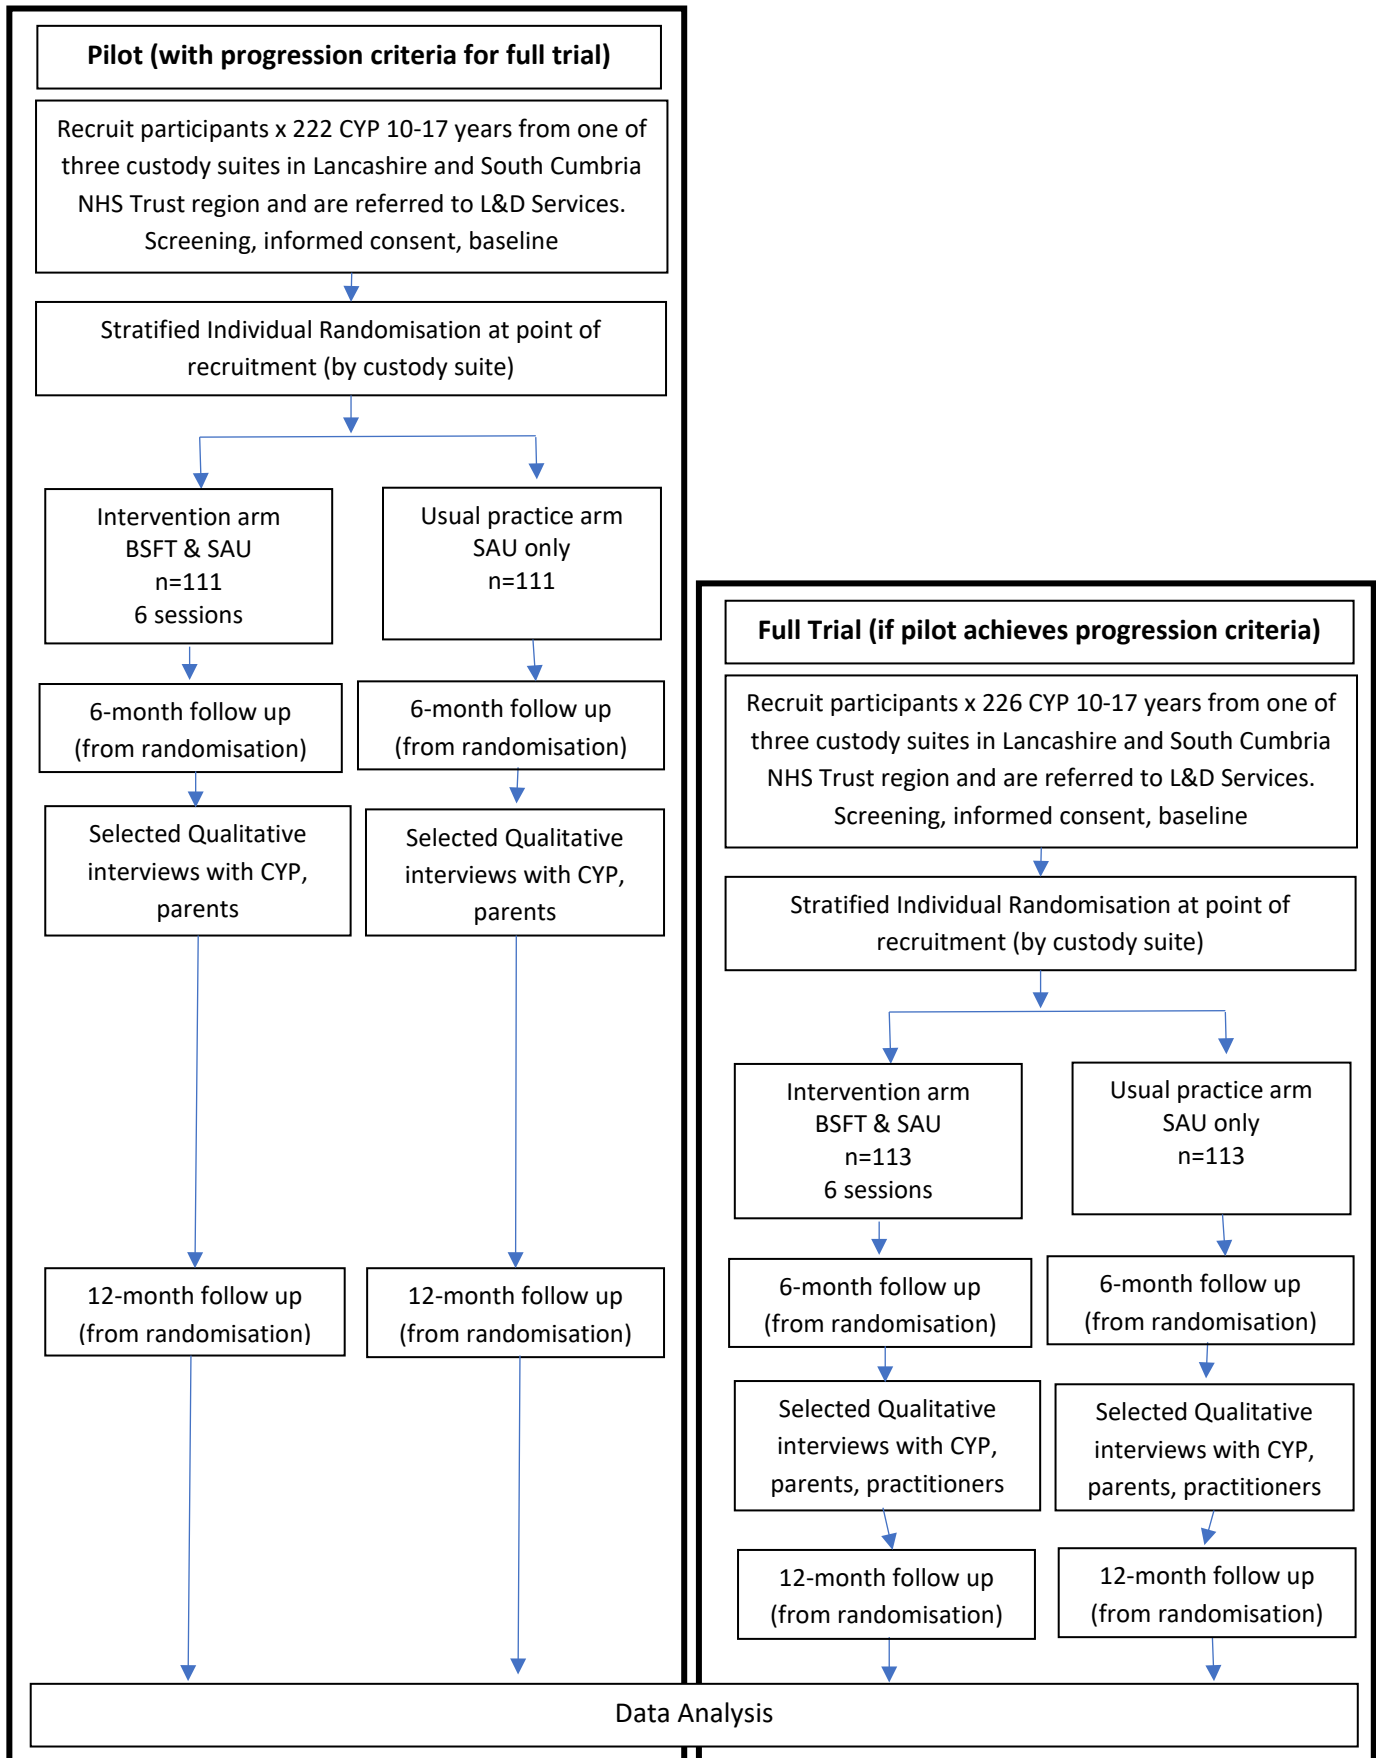 Pilot (with progression criteria for full trial)
Recruit participants x 222 CYP 10-17 years from one of
three custody suites in Lancashire and South Cumbria
NHS Trust region and are referred to L&D Services.
Screening, informed consent, baseline
Stratified Individual Randomisation at point of
recruitment (by custody suite)
Intervention arm
BSFT & SAU
n=111
6 sessions
Usual practice arm
SAU only
n=111
6-month follow up
(from randomisation)
6-month follow up
(from randomisation)
Selected Qualitative
interviews with CYP,
parents
Selected Qualitative
interviews with CYP,
parents
12-month follow up
(from randomisation)
12-month follow up
(from randomisation)
Full Trial (if pilot achieves progression criteria)
Recruit participants x 226 CYP 10-17 years from one of
three custody suites in Lancashire and South Cumbria
NHS Trust region and are referred to L&D Services.
Screening, informed consent, baseline
Stratified Individual Randomisation at point of
recruitment (by custody suite)
Intervention arm
BSFT & SAU
n=113
6 sessions
Usual practice arm
SAU only
n=113
6-month follow up
(from randomisation)
6-month follow up
(from randomisation)
Selected Qualitative
interviews with CYP,
parents, practitioners
Selected Qualitative
interviews with CYP,
parents, practitioners
12-month follow up
(from randomisation)
12-month follow up
(from randomisation)
Data Analysis